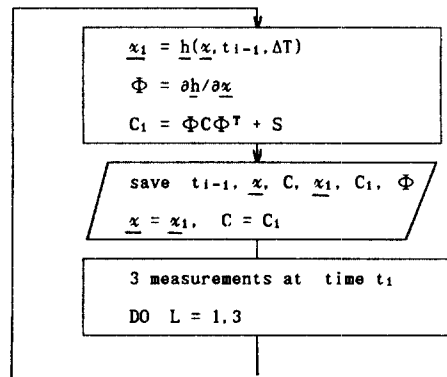 x₁ = h(x, tᵢ₋₁, ΔT)
Φ = ∂h/∂x
C₁ = ΦCΦᵀ + S
save tᵢ₋₁, x, C, x₁, C₁, Φ
x = x₁, C = C₁
3 measurements at time t₁
DO L = 1,3